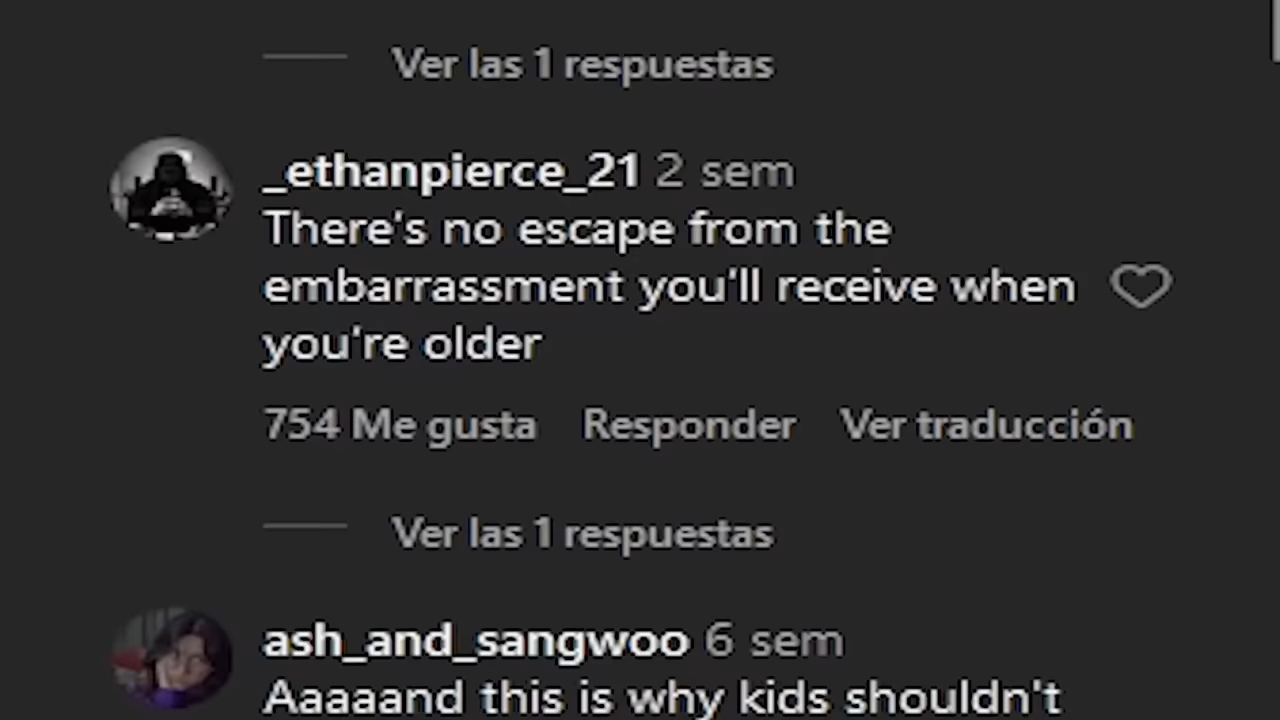 Ver las 1 respuestas
_ethanpierce_21 2 sem
There's no escape from the
embarrassment you'll receive when
you're older
754 Me gusta Responder Ver traducción
Ver las 1 respuestas
ash_and_sangwoo 6 sem
Aaaaand this is why kids shouldn't